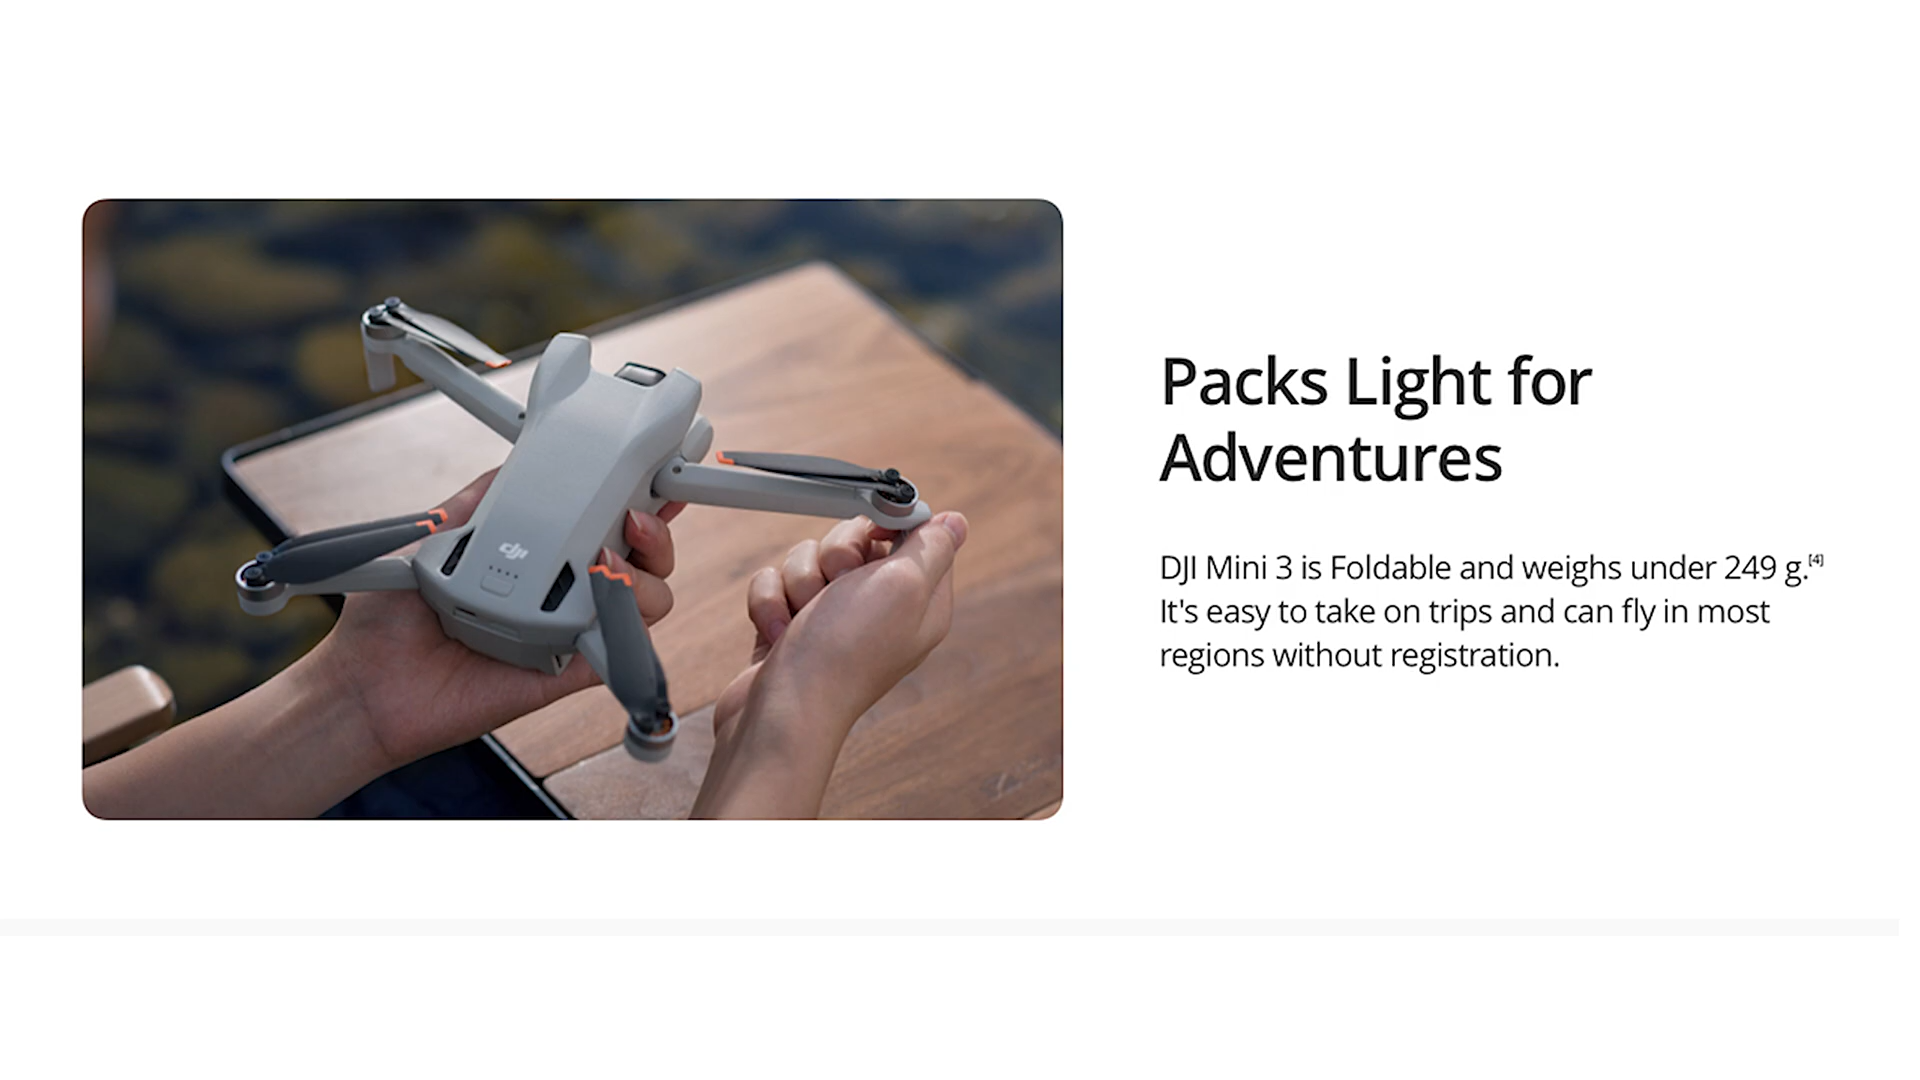 dji
Packs Light for
Adventures
DJI Mini 3 is Foldable and weighs under 249 g.[4]
It's easy to take on trips and can fly in most
regions without registration.